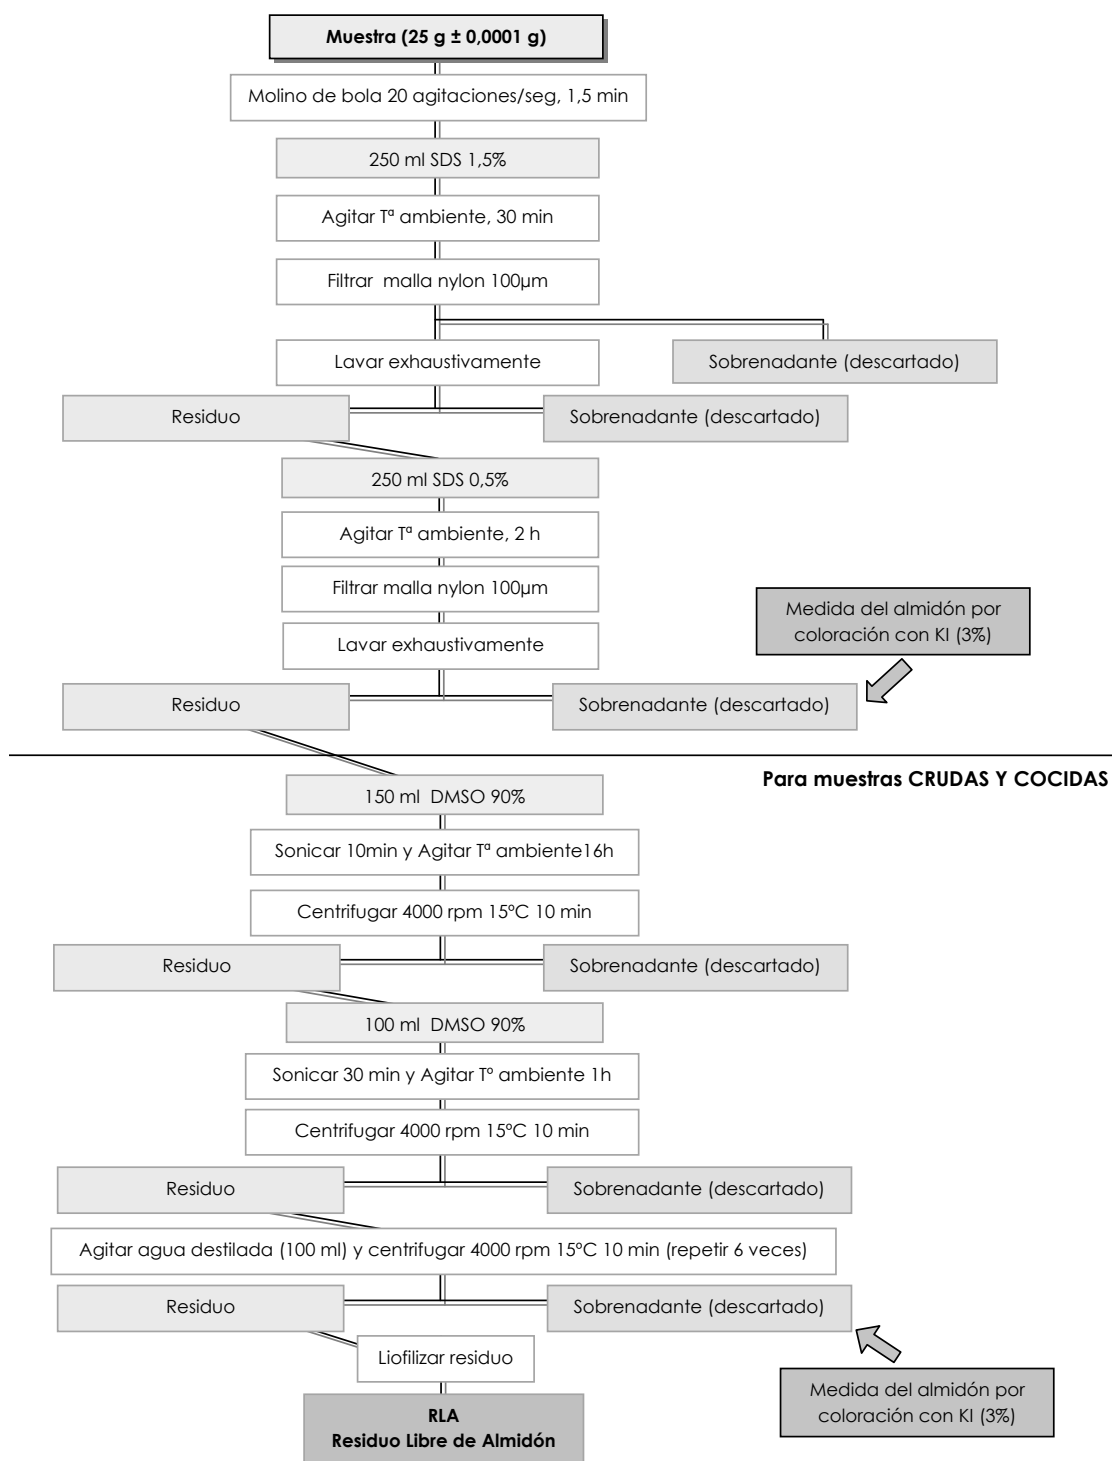 Muestra (25 g ± 0,0001 g)
Molino de bola 20 agitaciones/seg, 1,5 min
250 ml SDS 1,5%
Agitar Tª ambiente, 30 min
Filtrar malla nylon 100µm
Lavar exhaustivamente
Sobrenadante (descartado)
Residuo
Sobrenadante (descartado)
250 ml SDS 0,5%
Agitar Tª ambiente, 2 h
Filtrar malla nylon 100µm
Lavar exhaustivamente
Medida del almidón por
coloración con KI (3%)
Residuo
Sobrenadante (descartado)
Para muestras CRUDAS Y COCIDAS
150 ml DMSO 90%
Sonicar 10min y Agitar Tª ambiente16h
Centrifugar 4000 rpm 15ºC 10 min
Residuo
Sobrenadante (descartado)
100 ml DMSO 90%
Sonicar 30 min y Agitar Tº ambiente 1h
Centrifugar 4000 rpm 15ºC 10 min
Residuo
Sobrenadante (descartado)
Agitar agua destilada (100 ml) y centrifugar 4000 rpm 15ºC 10 min (repetir 6 veces)
Residuo
Sobrenadante (descartado)
Liofilizar residuo
Medida del almidón por
coloración con KI (3%)
RLA
Residuo Libre de Almidón